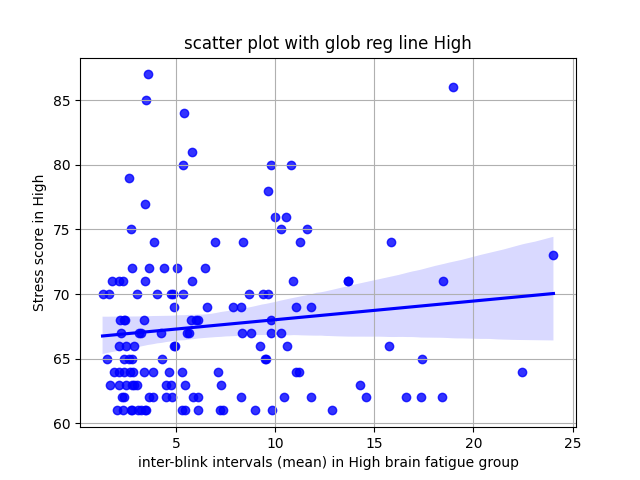 scatter plot with glob reg line High
Stress score in High
85
80
75
70
65
60
5 10 15 20 25
inter-blink intervals (mean) in High brain fatigue group